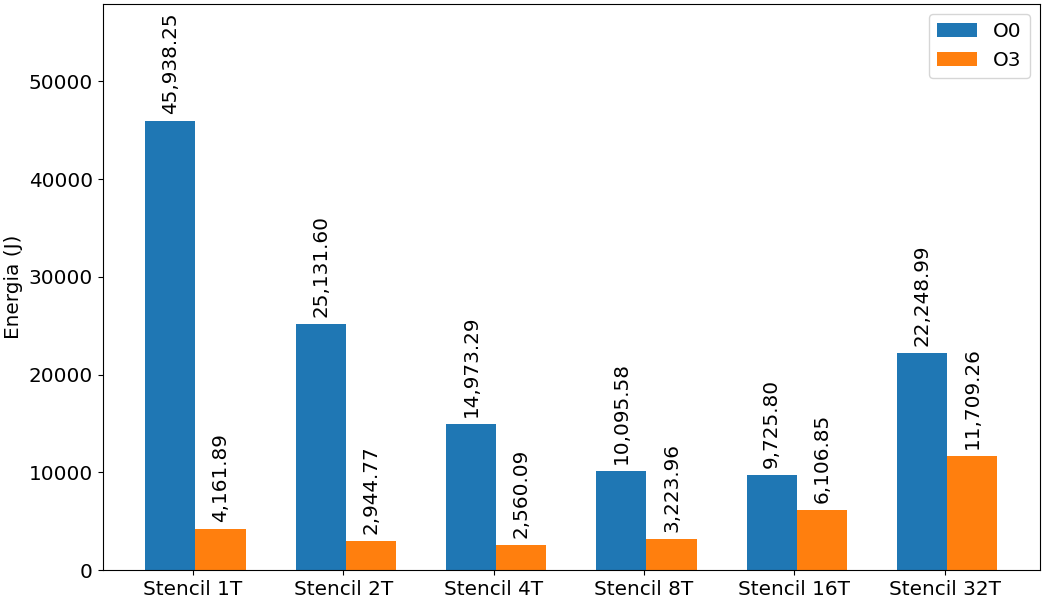 O0
O3
Energia (J)
50000
40000
30000
20000
10000
0
45,938.25
4,161.89
25,131.60
2,944.77
14,973.29
2,560.09
10,095.58
3,223.96
9,725.80
6,106.85
22,248.99
11,709.26
Stencil 1T
Stencil 2T
Stencil 4T
Stencil 8T
Stencil 16T
Stencil 32T